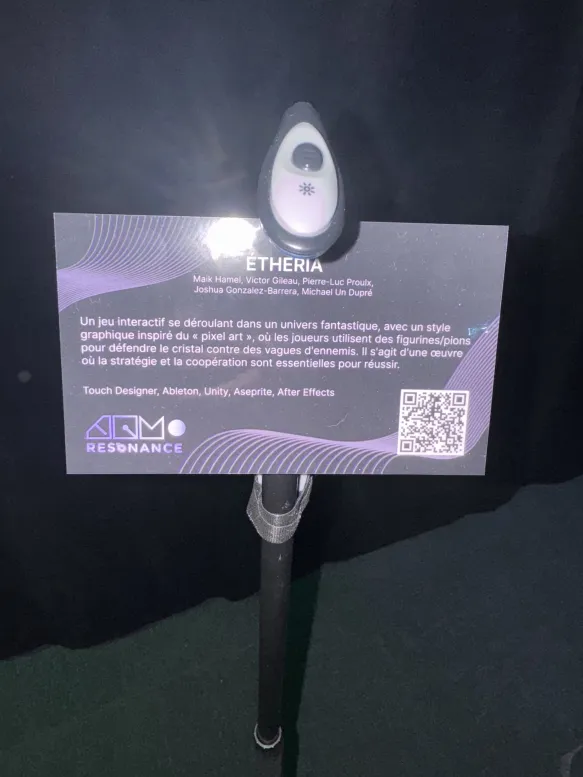 ÉTHERIA
Maik Hamel, Victor Gileau, Pierre-Luc Proulx,
Joshua Gonzalez-Barrera, Michael Un Dupré
Un jeu interactif se déroulant dans un univers fantastique, avec un style
graphique inspiré du « pixel art », où les joueurs utilisent des figurines/pions
pour défendre le cristal contre des vagues d'ennemis. Il s'agit d'une œuvre
où la stratégie et la coopération sont essentielles pour réussir.
Touch Designer, Ableton, Unity, Aseprite, After Effects
RESONANCE